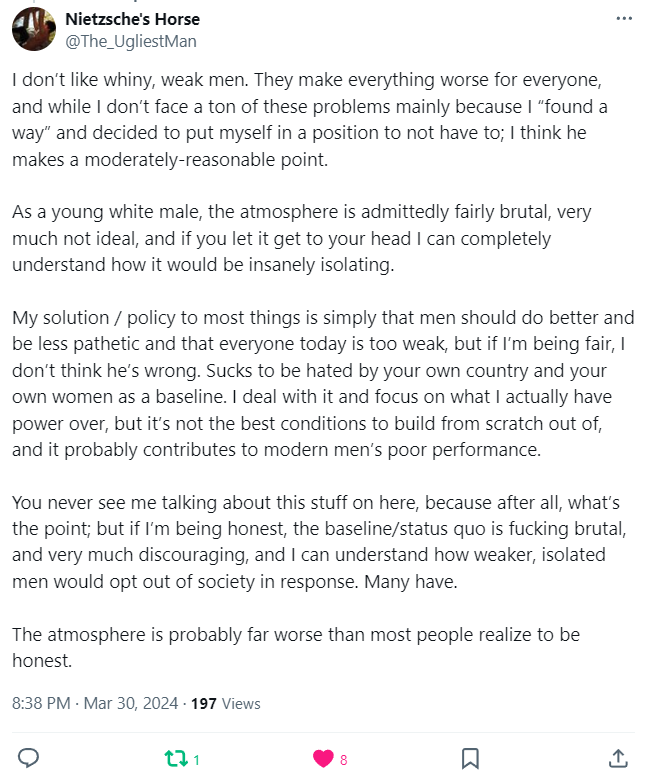 Nietzsche's Horse
@The_UgliestMan
I don't like whiny, weak men. They make everything worse for everyone,
and while I don't face a ton of these problems mainly because I “found a
way” and decided to put myself in a position to not have to; I think he
makes a moderately-reasonable point.
As a young white male, the atmosphere is admittedly fairly brutal, very
much not ideal, and if you let it get to your head I can completely
understand how it would be insanely isolating.
My solution / policy to most things is simply that men should do better and
be less pathetic and that everyone today is too weak, but if I'm being fair, I
don't think he's wrong. Sucks to be hated by your own country and your
own women as a baseline. I deal with it and focus on what I actually have
power over, but it's not the best conditions to build from scratch out of,
and it probably contributes to modern men's poor performance.
You never see me talking about this stuff on here, because after all, what's
the point; but if I'm being honest, the baseline/status quo is fucking brutal,
and very much discouraging, and I can understand how weaker, isolated
men would opt out of society in response. Many have.
The atmosphere is probably far worse than most people realize to be
honest.
8:38 PM · Mar 30, 2024 · 197 Views
1 8